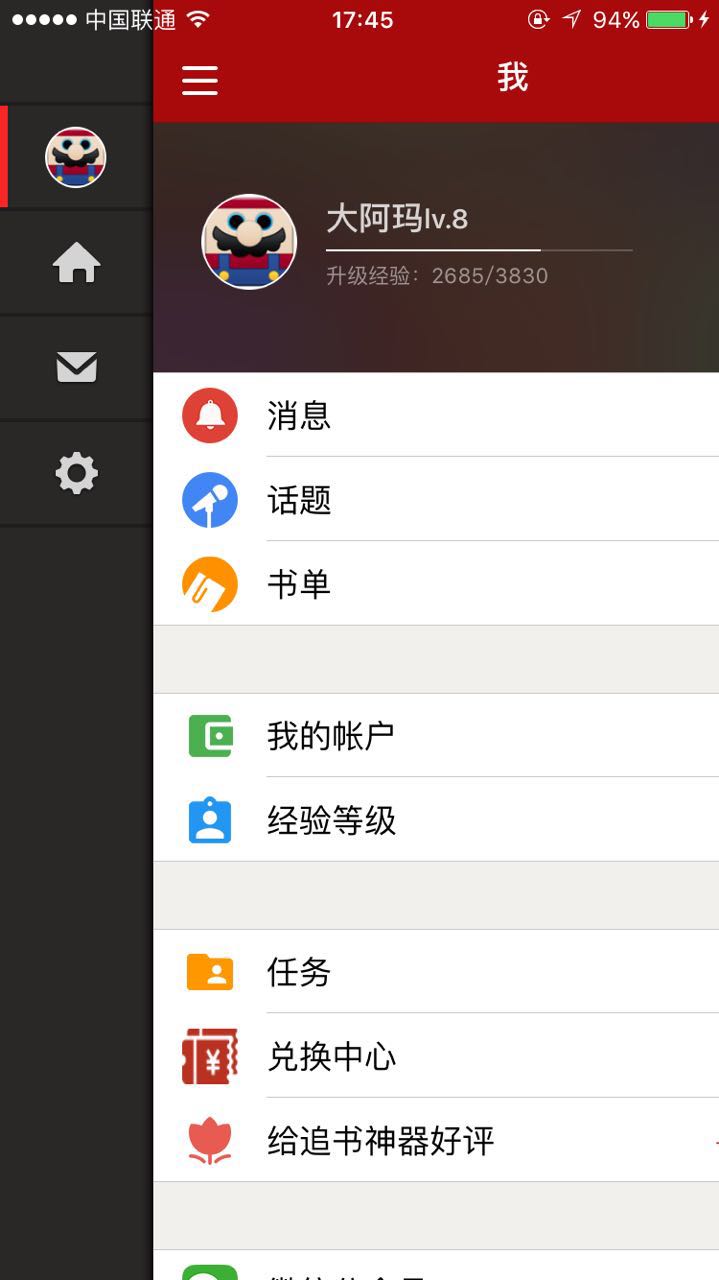 中国联通 17:45 94%
我
大阿玛lv.8
升级经验：2685/3830
消息
话题
书单
我的帐户
经验等级
任务
¥ 兑换中心
给追书神器好评